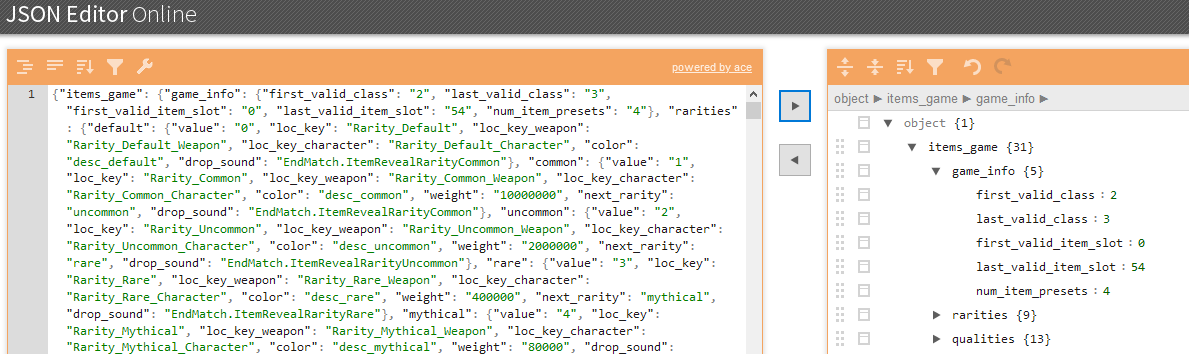 JSON Editor Online
powered by ace
1
{"items_game": {"game_info": {"first_valid_class": "2", "last_valid_class": "3",
"first_valid_item_slot": "0", "last_valid_item_slot": "54", "num_item_presets": "4"}, "rarities"
: {"default": {"value": "0", "loc_key": "Rarity_Default", "loc_key_weapon":
"Rarity_Default_Weapon", "loc_key_character": "Rarity_Default_Character", "color":
"desc_default", "drop_sound": "EndMatch.ItemRevealRarityCommon"}, "common": {"value": "1",
"loc_key": "Rarity_Common", "loc_key_weapon": "Rarity_Common_Weapon", "loc_key_character":
"Rarity_Common_Character", "color": "desc_common", "weight": "10000000", "next_rarity":
"uncommon", "drop_sound": "EndMatch.ItemRevealRarityCommon"}, "uncommon": {"value": "2",
"loc_key": "Rarity_Uncommon", "loc_key_weapon": "Rarity_Uncommon_Weapon", "loc_key_character":
"Rarity_Uncommon_Character", "color": "desc_uncommon", "weight": "2000000", "next_rarity":
"rare", "drop_sound": "EndMatch.ItemRevealRarityUncommon"}, "rare": {"value": "3", "loc_key":
"Rarity_Rare", "loc_key_weapon": "Rarity_Rare_Weapon", "loc_key_character":
"Rarity_Rare_Character", "color": "desc_rare", "weight": "400000", "next_rarity": "mythical",
"drop_sound": "EndMatch.ItemRevealRarityRare"}, "mythical": {"value": "4", "loc_key":
"Rarity_Mythical", "loc_key_weapon": "Rarity_Mythical_Weapon", "loc_key_character":
"Rarity_Mythical_Character", "color": "desc_mythical", "weight": "80000", "drop_sound":
object ► items_game ► game_info ►
object {1}
items_game {31}
game_info {5}
first_valid_class : 2
last_valid_class : 3
first_valid_item_slot : 0
last_valid_item_slot : 54
num_item_presets : 4
rarities {9}
qualities {13}